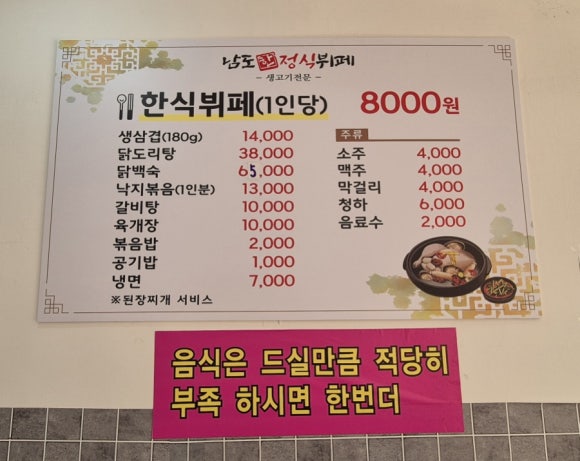 남도한정식뷔페
- 생고기전문 -
한식뷔페(1인당) 8000원
생삼겹(180g) 14,000
닭도리탕 38,000
닭백숙 65,000
낙지볶음(1인분) 13,000
갈비탕 10,000
육개장 10,000
볶음밥 2,000
공기밥 1,000
냉면 7,000
※된장찌개 서비스
주류
소주 4,000
맥주 4,000
막걸리 4,000
청하 6,000
음료수 2,000
음식은 드실만큼 적당히
부족 하시면 한번더